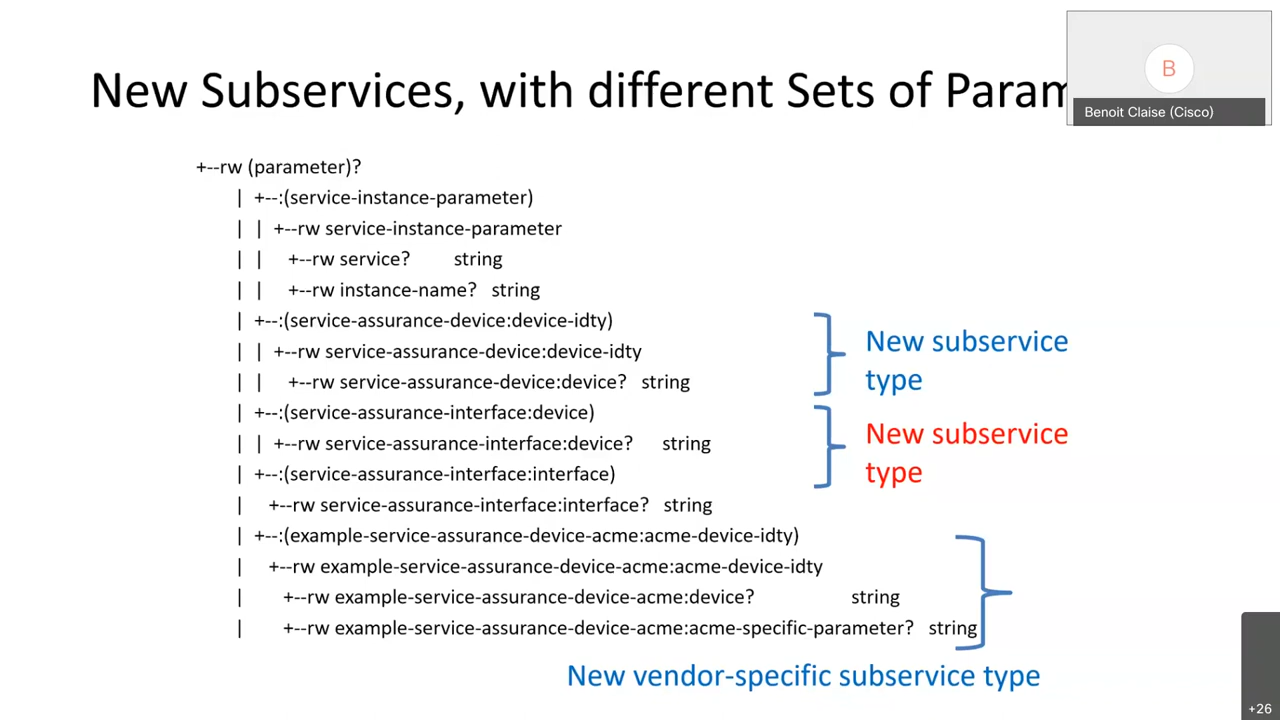 New Subservices, with different Sets of Param
B
Benoit Claise (Cisco)
+--rw (parameter)?
| +--:(service-instance-parameter)
| | +--rw service-instance-parameter
| | +--rw service? string
| | +--rw instance-name? string
| +--:(service-assurance-device:device-idty)
| | +--rw service-assurance-device:device-idty
| | +--rw service-assurance-device:device? string
| +--:(service-assurance-interface:device)
| | +--rw service-assurance-interface:device? string
| +--:(service-assurance-interface:interface)
| +--rw service-assurance-interface:interface? string
| +--:(example-service-assurance-device-acme:acme-device-idty)
| +--rw example-service-assurance-device-acme:acme-device-idty
| +--rw example-service-assurance-device-acme:device? string
| +--rw example-service-assurance-device-acme:acme-specific-parameter? string
New subservice
type
New subservice
type
New vendor-specific subservice type
+26